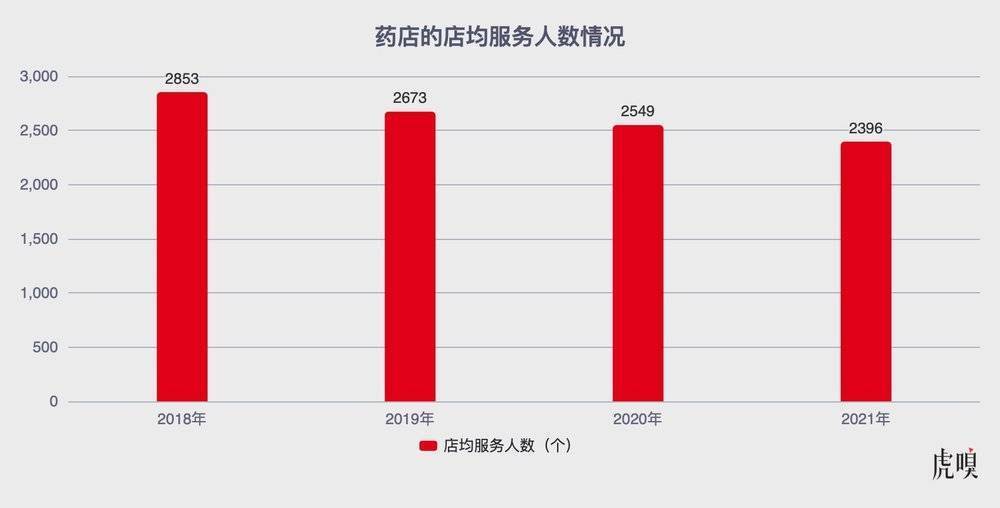 药店的店均服务人数情况
3,000
2853
2673
2549
2,500
2396
2,000
1,500
1,000
500
0
2018年
2019年
2020年
2021年
店均服务人数（个）
虎嗅